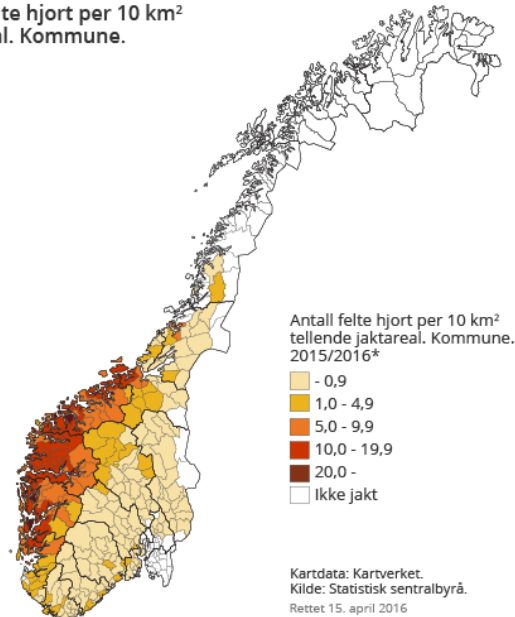 te hjort per 10 km²
al. Kommune.
Antall felte hjort per 10 km²
tellende jaktareal. Kommune.
2015/2016*
- 0,9
1,0 - 4,9
5,0 - 9,9
10,0 - 19,9
20,0 -
Ikke jakt
Kartdata: Kartverket.
Kilde: Statistisk sentralbyrå.
Rettet 15. april 2016